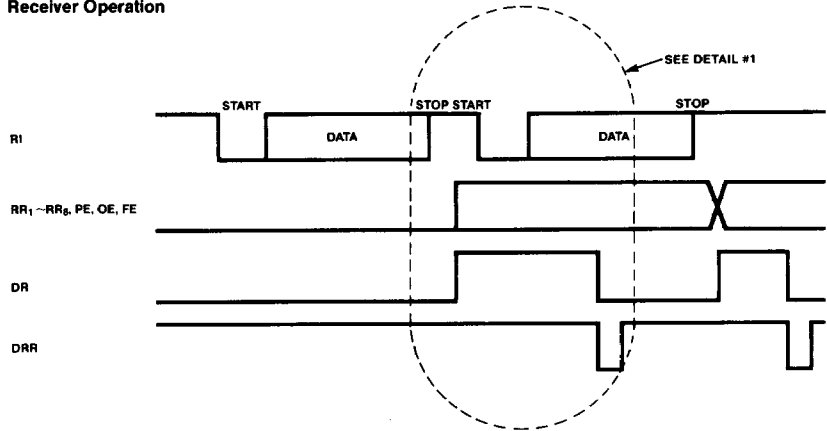 Receiver Operation
SEE DETAIL #1
START
STOP START
STOP
RI
DATA
DATA
RR1 ~RR8, PE, OE, FE
DR
DRR